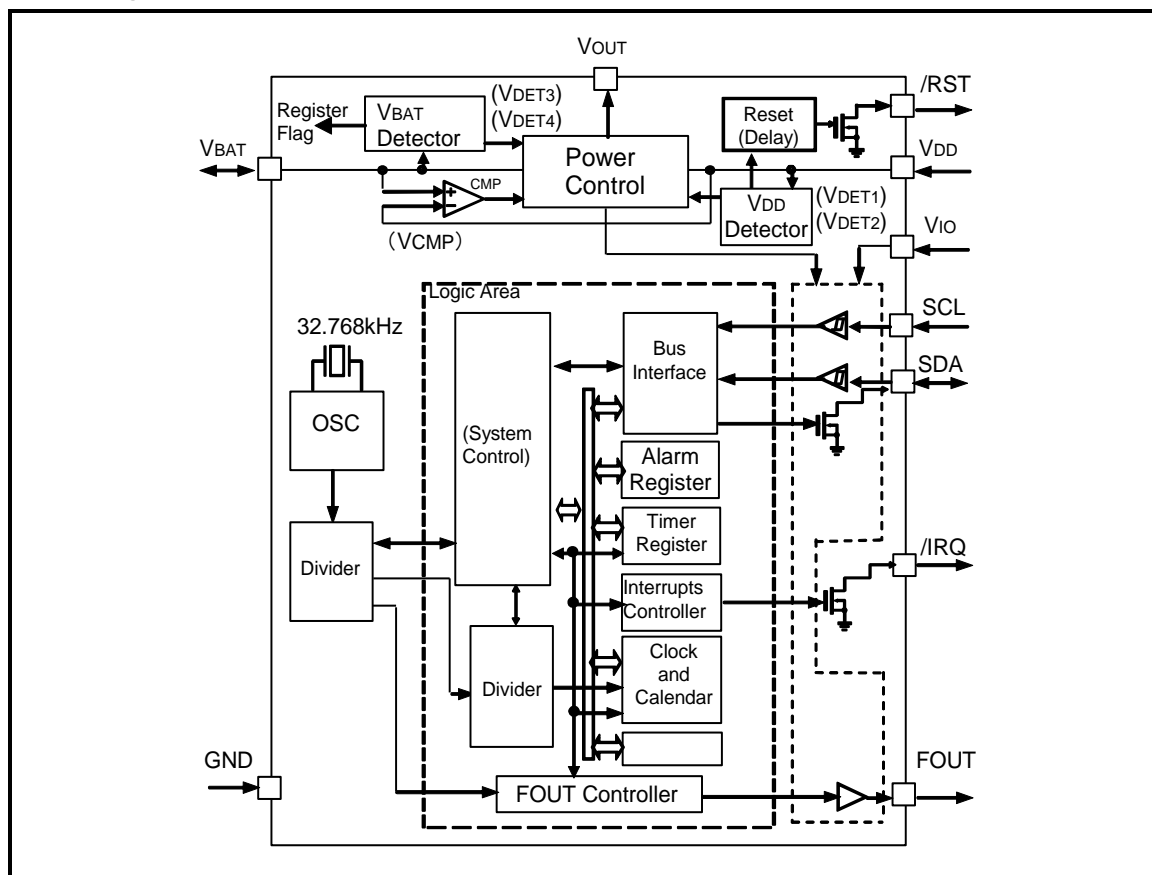 VOUT
/RST
Register
Flag
VBAT
Detector
(VDET3)
(VDET4)
Reset
(Delay)
VBAT
Power
Control
VDD
CMP
+
−
(VCMP)
VDD
Detector
(VDET1)
(VDET2)
VIO
Logic Area
32.768kHz
SCL
Bus
Interface
SDA
OSC
(System
Control)
Alarm
Register
Timer
Register
Divider
/IRQ
Interrupts
Controller
Clock
and
Calendar
Divider
GND
FOUT
FOUT Controller